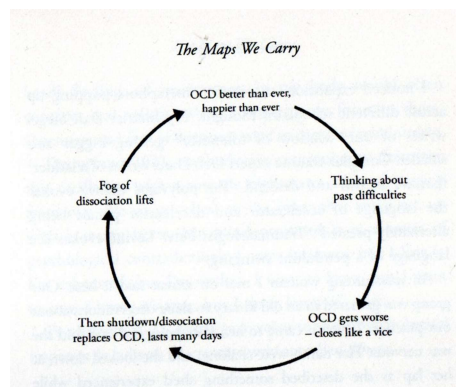 The Maps We Carry
OCD better than ever,
happier than ever
Thinking about
past difficulties
OCD gets worse
– closes like a vice
Then shutdown/dissociation
replaces OCD, lasts many days
Fog of
dissociation lifts